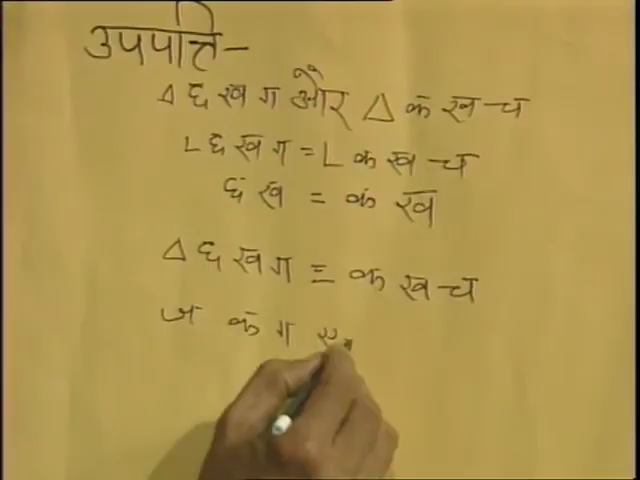 उपपत्ति-
Δ छ ख ग और Δ क ख च
∟ छ ख ग = ∟ क ख च
छ ख = क ख
Δ छ ख ग = क ख च
ज क ग